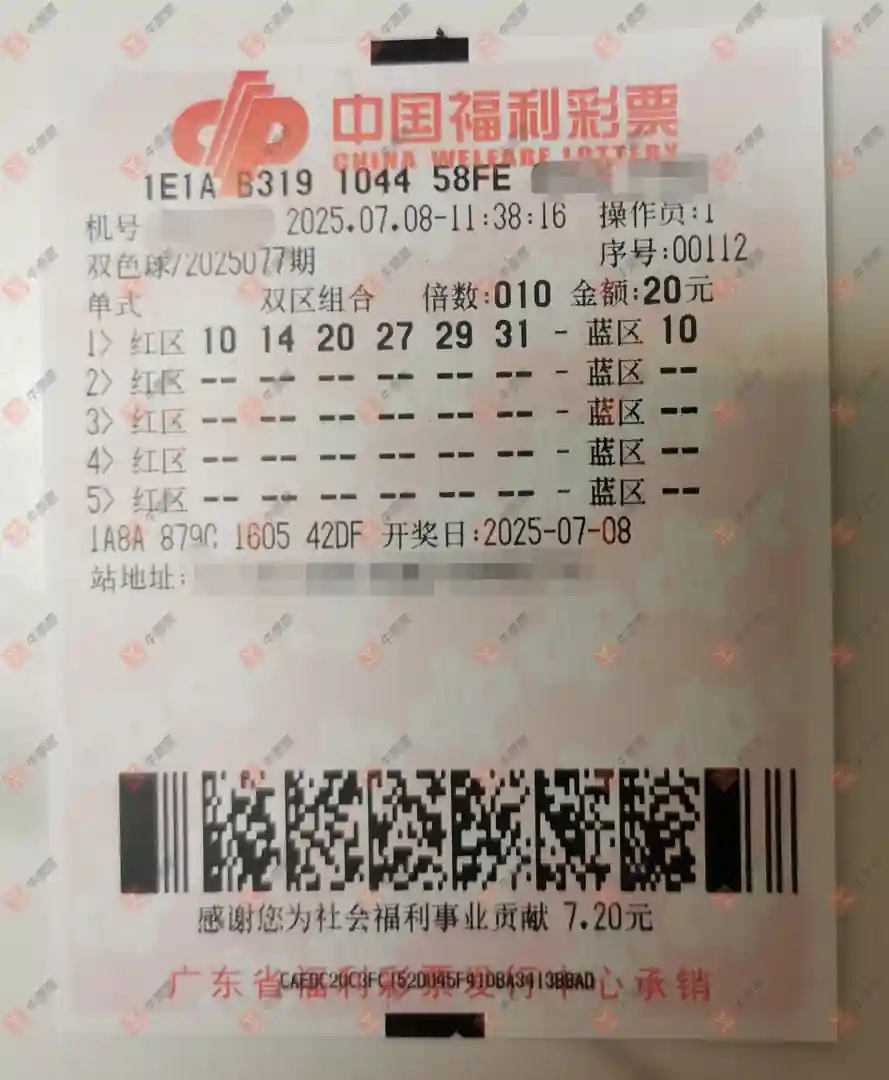 中国福利彩票
CHINA WELFARE LOTTERY
1E1A B319 1044 58FE
机号 2025.07.08-11:38:16 操作员:1
双色球/2025077期 序号:00112
单式 双区组合 倍数:010 金额:20元
1> 红区 10 14 20 27 29 31 - 蓝区 10
2> 红区 -- -- -- -- -- -- - 蓝区 --
3> 红区 -- -- -- -- -- -- - 蓝区 --
4> 红区 -- -- -- -- -- -- - 蓝区 --
5> 红区 -- -- -- -- -- -- - 蓝区 --
1A8A 879C 1605 42DF 开奖日:2025-07-08
站地址:
感谢您为社会福利事业贡献 7.20元
广东省福利彩票发行中心承销